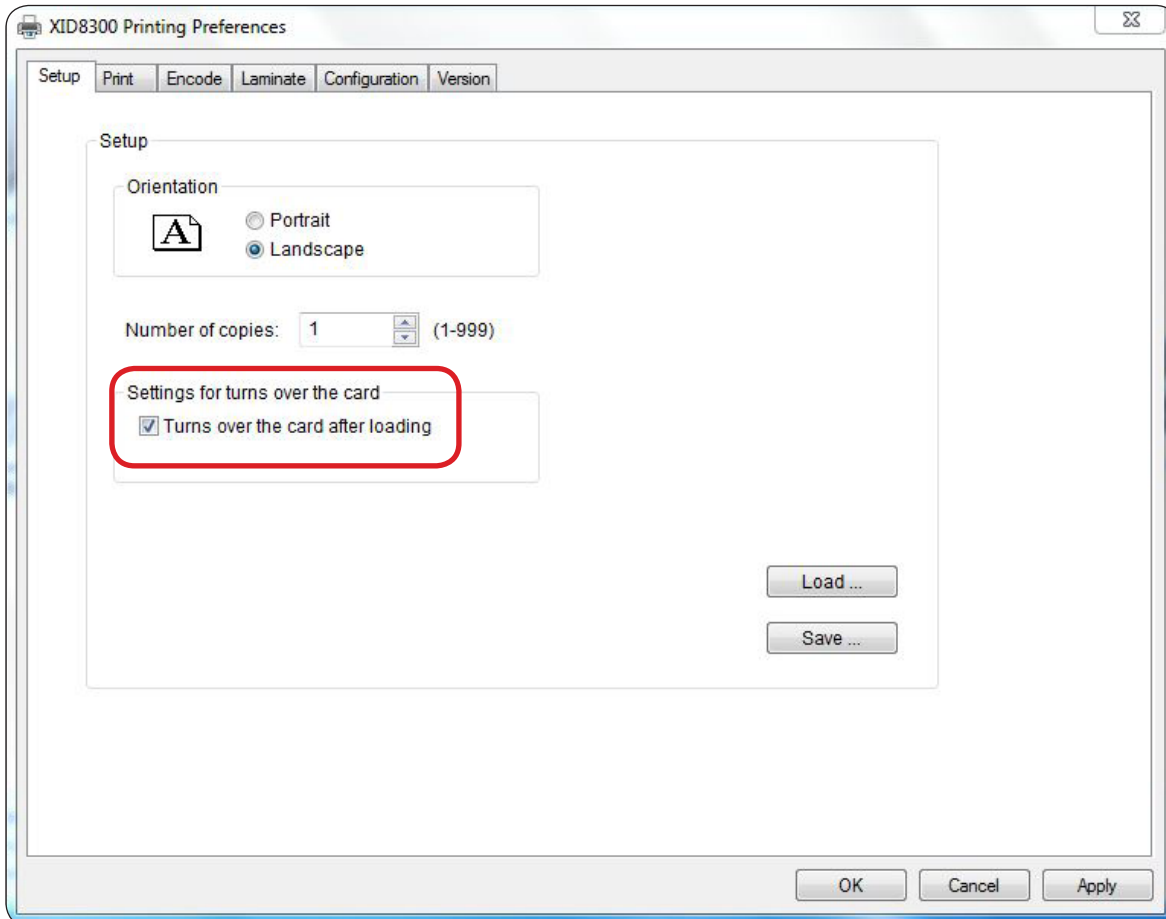 XID8300 Printing Preferences
Setup Print Encode Laminate Configuration Version
Setup
Orientation
A
Portrait
Landscape
Number of copies: 1 (1-999)
Settings for turns over the card
Turns over the card after loading
Load ...
Save ...
OK Cancel Apply